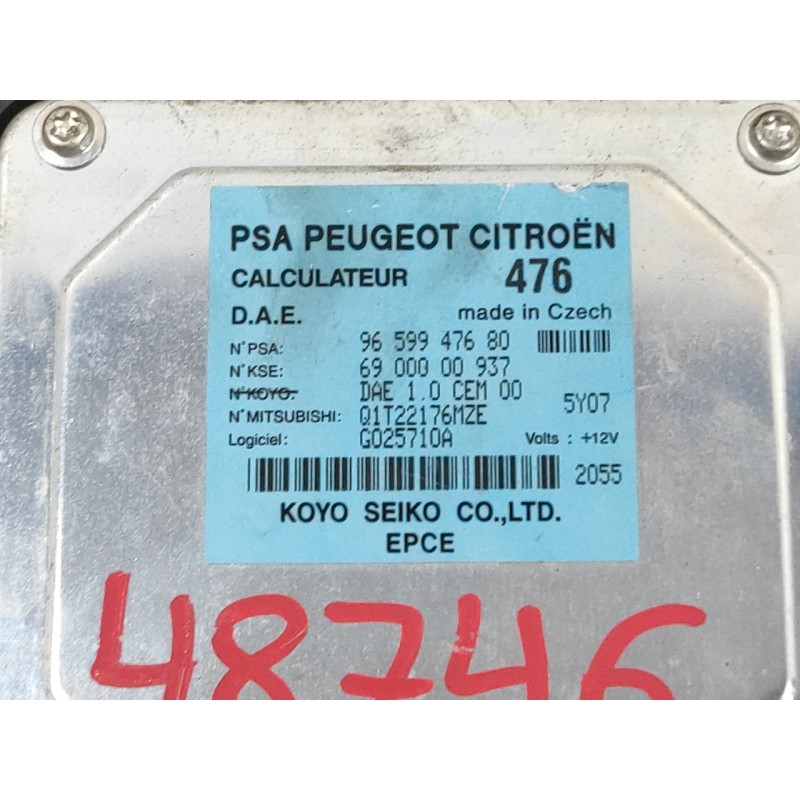 PSA PEUGEOT CITROËN
CALCULATEUR 476
D.A.E. made in Czech
N°PSA: 96 599 476 80
N°KSE: 69 000 00 937
N°KOYO: DAE 1.0 CEM 00 5Y07
N°MITSUBISHI: Q1T22176MZE
Logiciel: G025710A Volts : +12V
2055
KOYO SEIKO CO.,LTD.
EPCE
48746